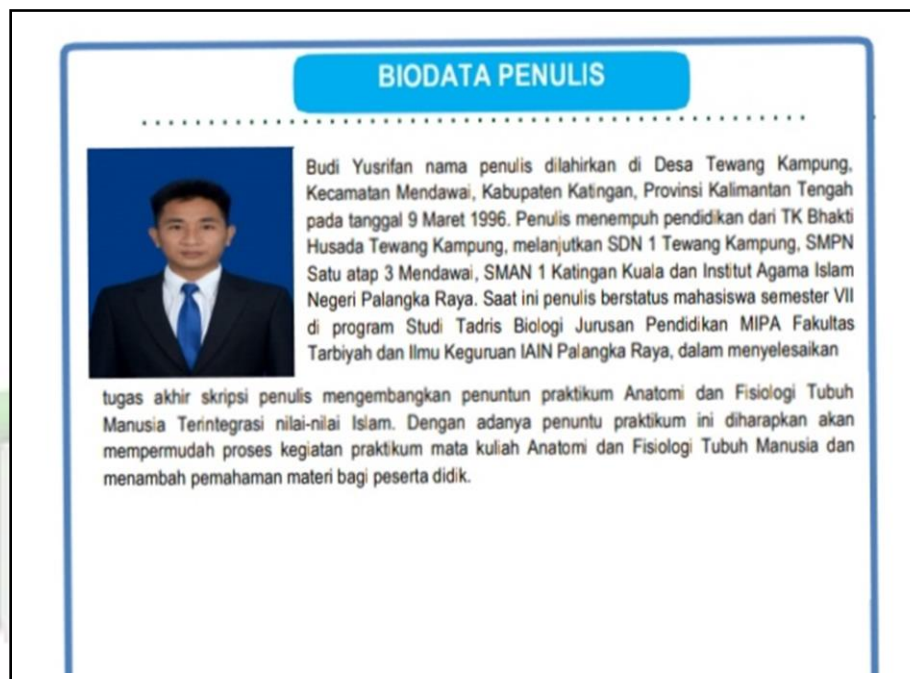 BIODATA PENULIS
Budi Yusrifan nama penulis dilahirkan di Desa Tewang Kampung,
Kecamatan Mendawai, Kabupaten Katingan, Provinsi Kalimantan Tengah
pada tanggal 9 Maret 1996. Penulis menempuh pendidikan dari TK Bhakti
Husada Tewang Kampung, melanjutkan SDN 1 Tewang Kampung, SMPN
Satu atap 3 Mendawai, SMAN 1 Katingan Kuala dan Institut Agama Islam
Negeri Palangka Raya. Saat ini penulis berstatus mahasiswa semester VII
di program Studi Tadris Biologi Jurusan Pendidikan MIPA Fakultas
Tarbiyah dan Ilmu Keguruan IAIN Palangka Raya, dalam menyelesaikan
tugas akhir skripsi penulis mengembangkan penuntun praktikum Anatomi dan Fisiologi Tubuh
Manusia Terintegrasi nilai-nilai Islam. Dengan adanya penuntu praktikum ini diharapkan akan
mempermudah proses kegiatan praktikum mata kuliah Anatomi dan Fisiologi Tubuh Manusia dan
menambah pemahaman materi bagi peserta didik.